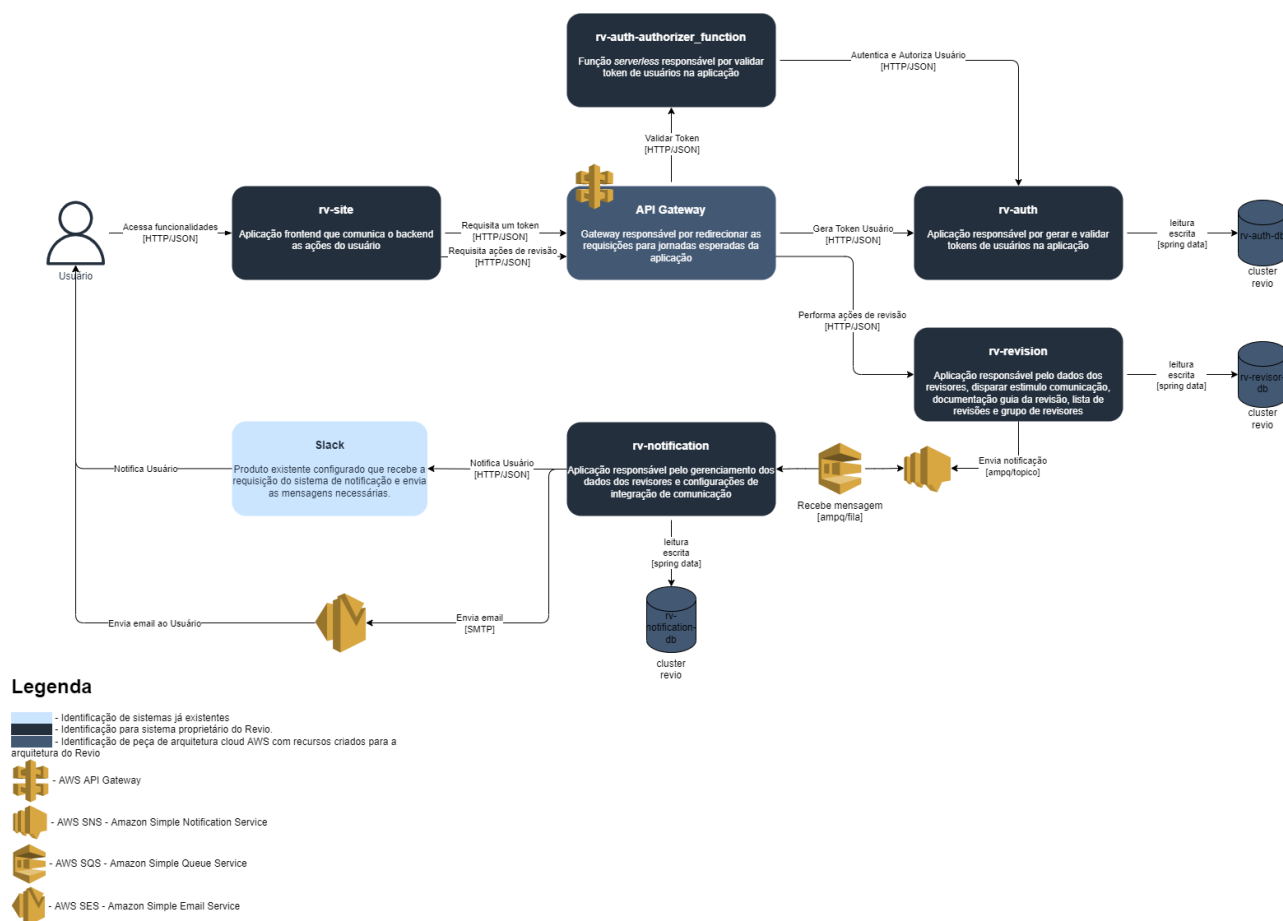 rv-auth-authorizer_function
Função serverless responsável por validar
token de usuários na aplicação
Autentica e Autoriza Usuário
[HTTP/JSON]
Validar Token
[HTTP/JSON]
Usuário
Acessa funcionalidades
[HTTP/JSON]
rv-site
Aplicação frontend que comunica o backend
as ações do usuário
Requisita um token
[HTTP/JSON]
Requisita ações de revisão
[HTTP/JSON]
API Gateway
Gateway responsável por redirecionar as
requisições para jornadas esperadas da
aplicação
Gera Token Usuário
[HTTP/JSON]
rv-auth
Aplicação responsável por gerar e validar
tokens de usuários na aplicação
leitura
escrita
[spring data]
rv-auth-db
cluster
revio
Performa ações de revisão
[HTTP/JSON]
rv-revision
Aplicação responsável pelo dados dos
revisores, disparar estimulo comunicação,
documentação guia da revisão, lista de
revisões e grupo de revisores
leitura
escrita
[spring data]
rv-revisor-
db
cluster
revio
Envia notificação
[ampq/topico]
Recebe mensagem
[ampq/fila]
rv-notification
Aplicação responsável pelo gerenciamento dos
dados dos revisores e configurações de
integração de comunicação
Notifica Usuário
[HTTP/JSON]
Slack
Produto existente configurado que recebe a
requisição do sistema de notificação e envia
as mensagens necessárias.
Notifica Usuário
leitura
escrita
[spring data]
rv-
notification-
db
cluster
revio
Envia email
[SMTP]
Envia email ao Usuário
Legenda
- Identificação de sistemas já existentes
- Identificação para sistema proprietário do Revio.
- Identificação de peça de arquitetura cloud AWS com recursos criados para a
arquitetura do Revio
- AWS API Gateway
- AWS SNS - Amazon Simple Notification Service
- AWS SQS - Amazon Simple Queue Service
- AWS SES - Amazon Simple Email Service